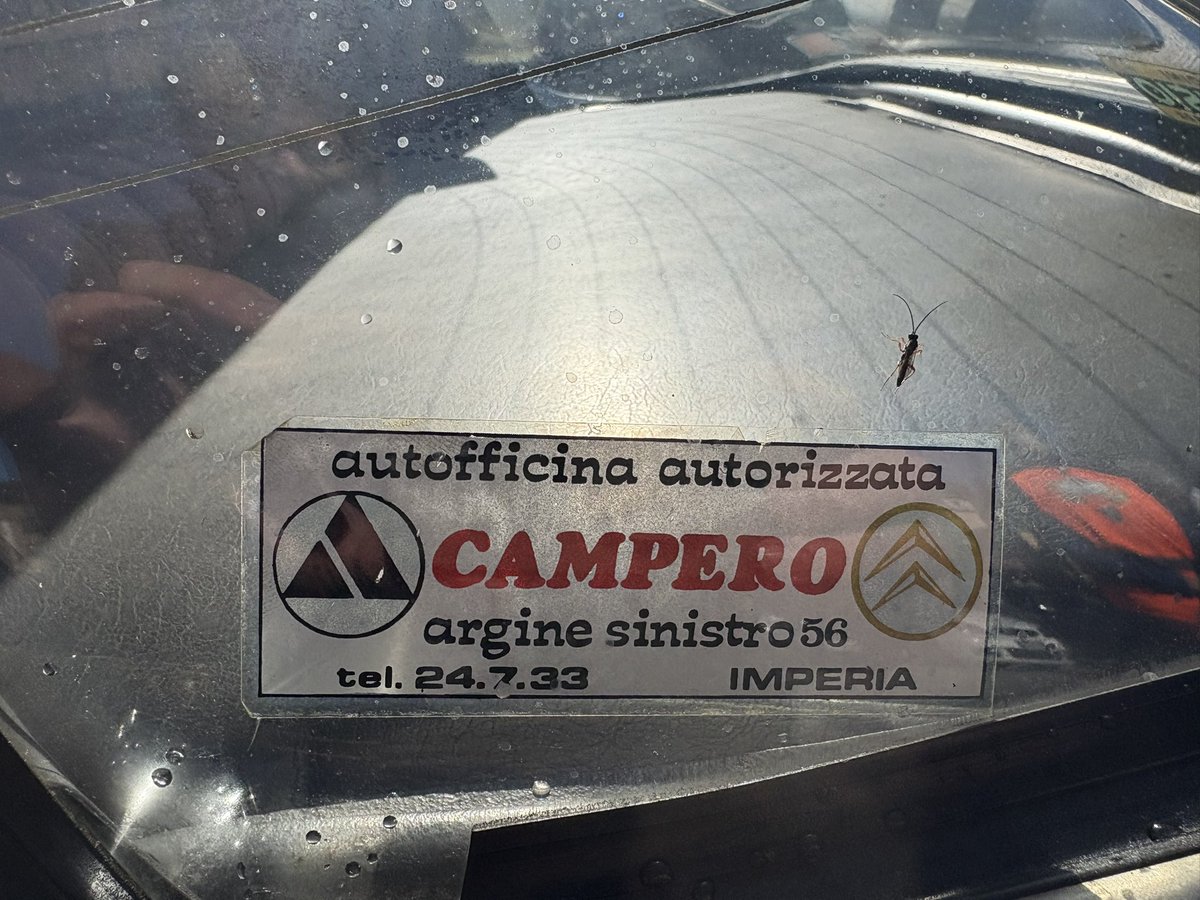 autofficina autorizzata
CAMPERO
argine sinistro 56
tel. 24.7.33 IMPERIA